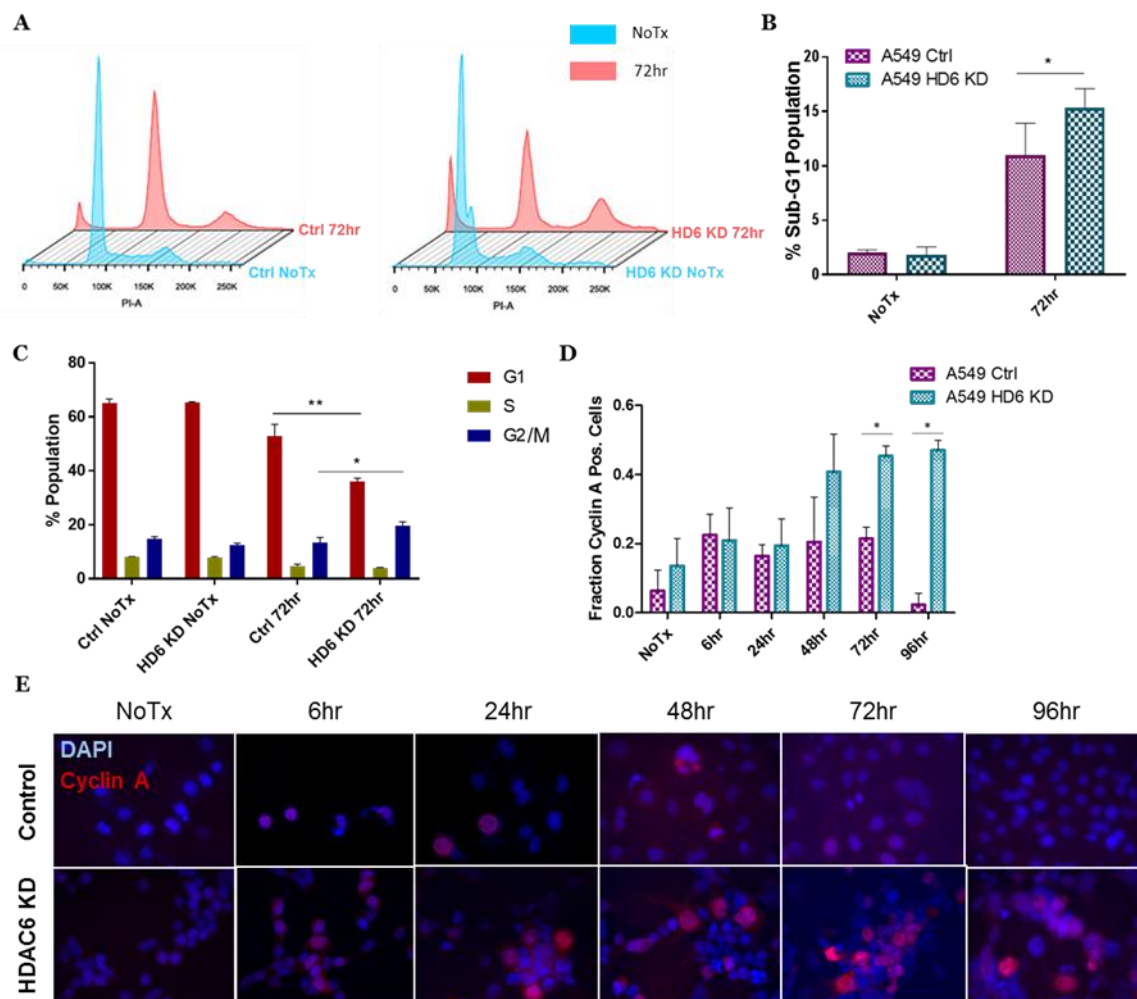 A
NoTx
72hr
Ctrl 72hr
Ctrl NoTx
0 50K 100K 150K 200K 250K
PI-A
HD6 KD 72hr
HD6 KD NoTx
0 50K 100K 150K 200K 250K
PI-A
B
A549 Ctrl
A549 HD6 KD
*
% Sub-G1 Population
20
15
10
5
0
NoTx
72hr
C
G1
S
G2/M
**
*
% Population
80
60
40
20
0
Ctrl NoTx
HD6 KD NoTx
Ctrl 72hr
HD6 KD 72hr
D
A549 Ctrl
A549 HD6 KD
* *
Fraction Cyclin A Pos. Cells
0.6
0.4
0.2
0.0
NoTx
6hr
24hr
48hr
72hr
96hr
E
NoTx 6hr 24hr 48hr 72hr 96hr
DAPI
Cyclin A
Control
HDAC6 KD